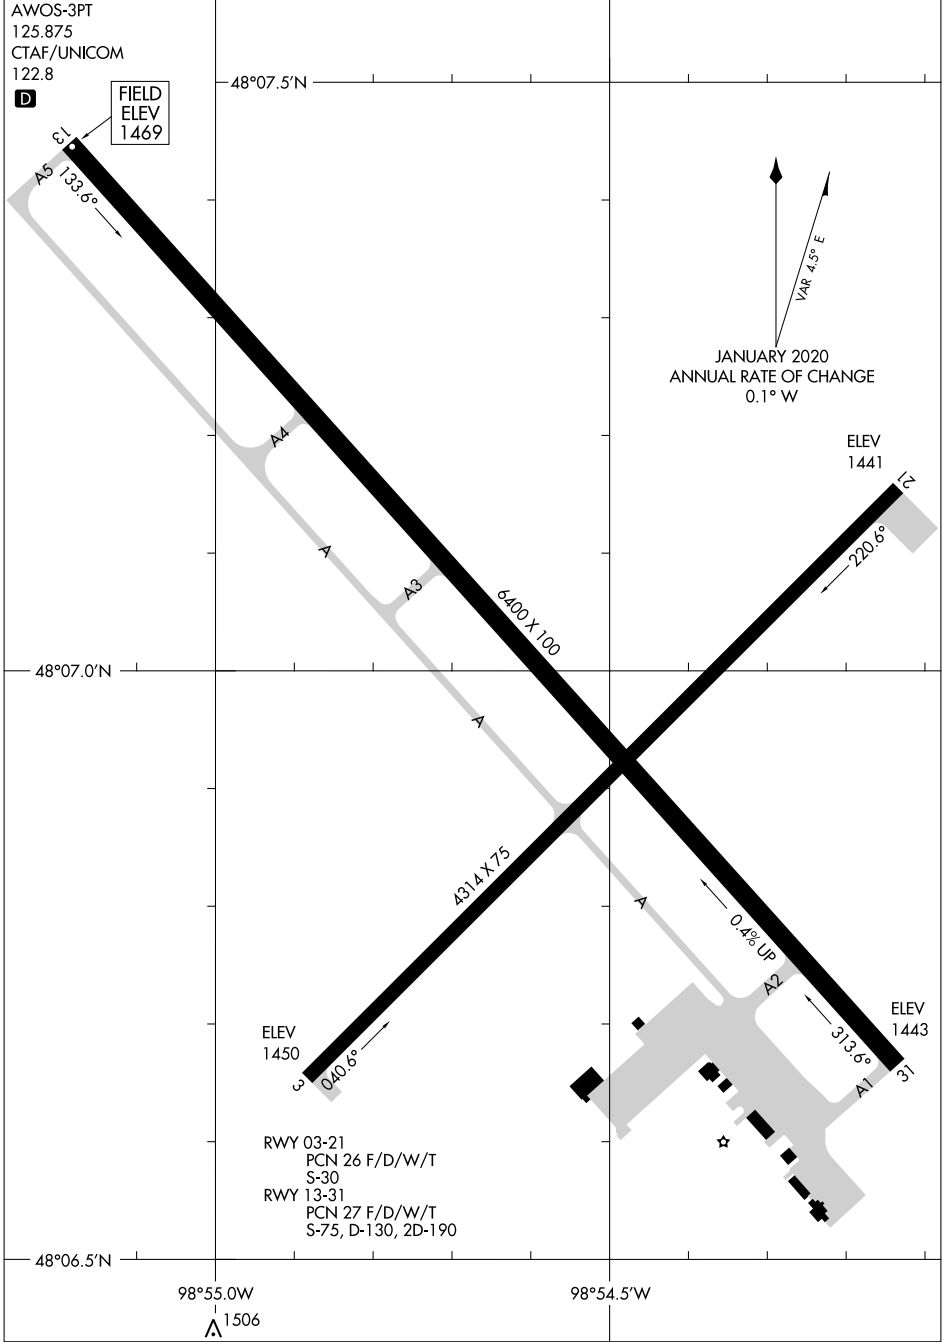 AWOS-3PT
125.875
CTAF/UNICOM
122.8
D
FIELD
ELEV
1469
48°07.5'N
13
A5
133.6°
VAR 4.5° E
JANUARY 2020
ANNUAL RATE OF CHANGE
0.1° W
A4
ELEV
1441
21
220.6°
A
A3
6400 X 100
48°07.0'N
A
4314 X 75
A
0.4% UP
A2
ELEV
1443
313.6°
31
A1
ELEV
1450
040.6°
3
RWY 03-21
PCN 26 F/D/W/T
S-30
RWY 13-31
PCN 27 F/D/W/T
S-75, D-130, 2D-190
48°06.5'N
98°55.0'W
98°54.5'W
1506